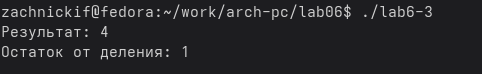 zachnickif@fedora:~/work/arch-pc/lab06$ ./lab6-3
Результат: 4
Остаток от деления: 1